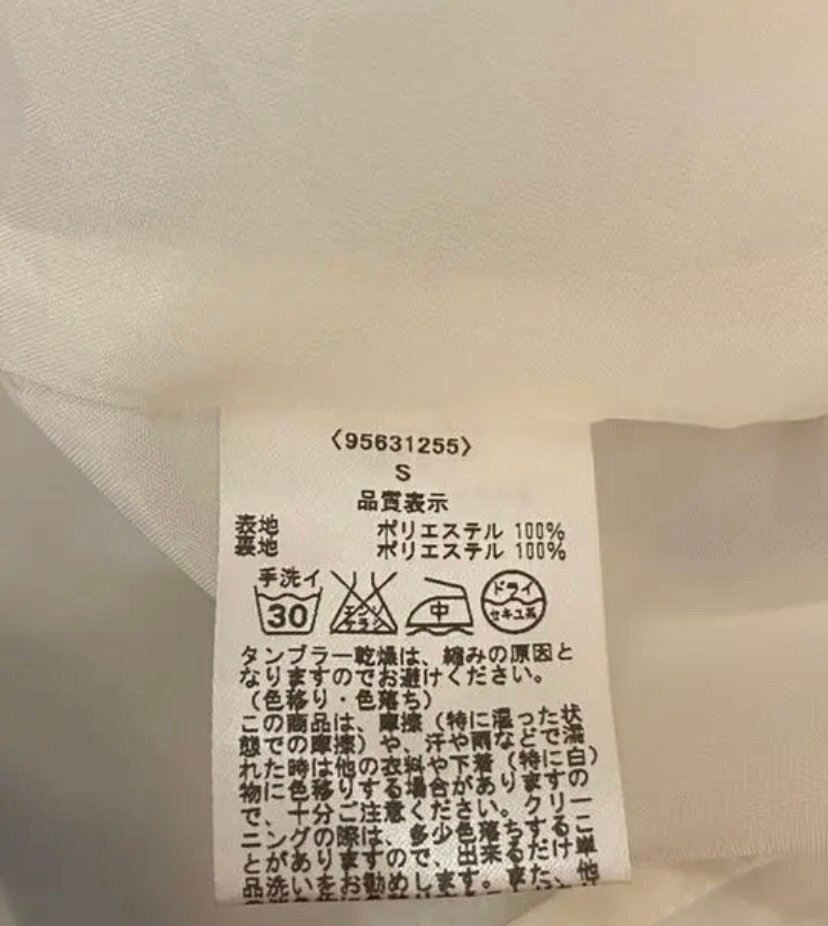 〈95631255〉
S
品質表示
表地 ポリエステル 100%
裏地 ポリエステル 100%
手洗イ
30
エンソ
サラシ
中
ドライ
セキユ系
タンブラー乾燥は、縮みの原因と
なりますのでお避けください。
(色移り・色落ち)
この商品は、摩擦(特に湿った状
態での摩擦)や、汗や雨などで濡
れた時は他の衣料や下着(特に白)
物に色移りする場合がありますの
で、十分ご注意ください。クリー
ニングの際は、多少色落ちするこ
とがありますので、出来るだけ単
品洗いをお勧めします。また、他